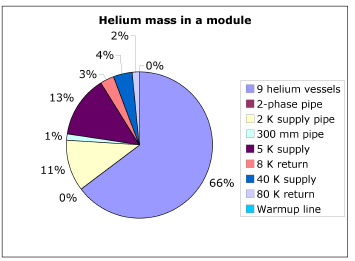 Helium mass in a module
2%
0%
4%
3%
13%
1%
11%
0%
66%
9 helium vessels
2-phase pipe
2 K supply pipe
300 mm pipe
5 K supply
8 K return
40 K supply
80 K return
Warmup line